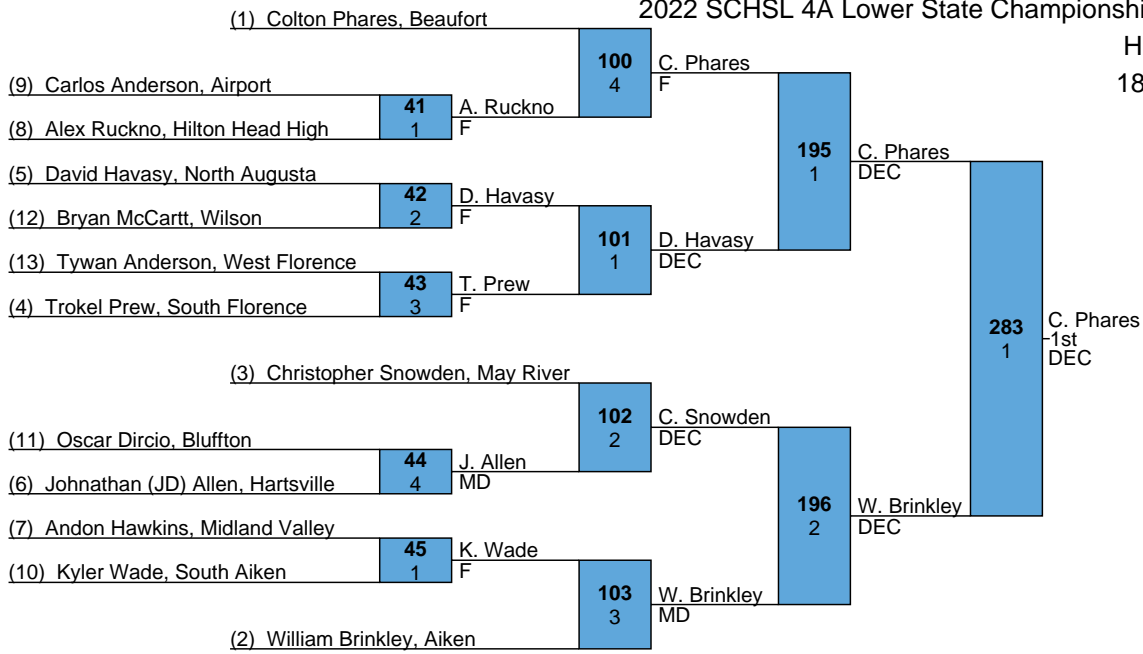 2022 SCHSL 4A Lower State Championshi
H
18
(1) Colton Phares, Beaufort
100
4
C. Phares
F
(9) Carlos Anderson, Airport
41
1
A. Ruckno
F
(8) Alex Ruckno, Hilton Head High
195
1
C. Phares
DEC
(5) David Havasy, North Augusta
42
2
D. Havasy
F
(12) Bryan McCartt, Wilson
101
1
D. Havasy
DEC
(13) Tywan Anderson, West Florence
43
3
T. Prew
F
(4) Trokel Prew, South Florence
283
1
C. Phares
1st
DEC
(3) Christopher Snowden, May River
102
2
C. Snowden
DEC
(11) Oscar Dircio, Bluffton
44
4
J. Allen
MD
(6) Johnathan (JD) Allen, Hartsville
196
2
W. Brinkley
DEC
(7) Andon Hawkins, Midland Valley
45
1
K. Wade
F
(10) Kyler Wade, South Aiken
103
3
W. Brinkley
MD
(2) William Brinkley, Aiken